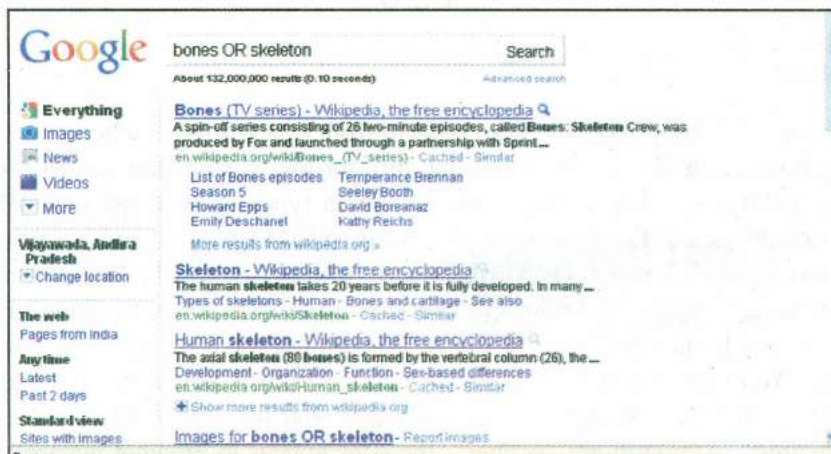 Google
bones OR skeleton
Search
About 132,000,000 results (0.10 seconds)
Advanced search
Everything
Images
News
Videos
More
Vijayawada, Andhra
Pradesh
Change location
The web
Pages from India
Any time
Latest
Past 2 days
Standard view
Sites with images
Bones (TV series) - Wikipedia, the free encyclopedia
A spin-off series consisting of 26 two-minute episodes, called Bones: Skeleton Crew, was
produced by Fox and launched through a partnership with Sprint ...
en.wikipedia.org/wiki/Bones_(TV_series) - Cached - Similar
List of Bones episodes Temperance Brennan
Season 5 Seeley Booth
Howard Epps David Boreanaz
Emily Deschanel Kathy Reichs
More results from wikipedia.org »
Skeleton - Wikipedia, the free encyclopedia
The human skeleton takes 20 years before it is fully developed. In many ...
Types of skeletons - Human - Bones and cartilage - See also
en.wikipedia.org/wiki/Skeleton - Cached - Similar
Human skeleton - Wikipedia, the free encyclopedia
The axial skeleton (80 bones) is formed by the vertebral column (26), the ...
Development - Organization - Function - Sex-based differences
en.wikipedia.org/wiki/Human_skeleton - Cached - Similar
Show more results from wikipedia.org
Images for bones OR skeleton - Report images